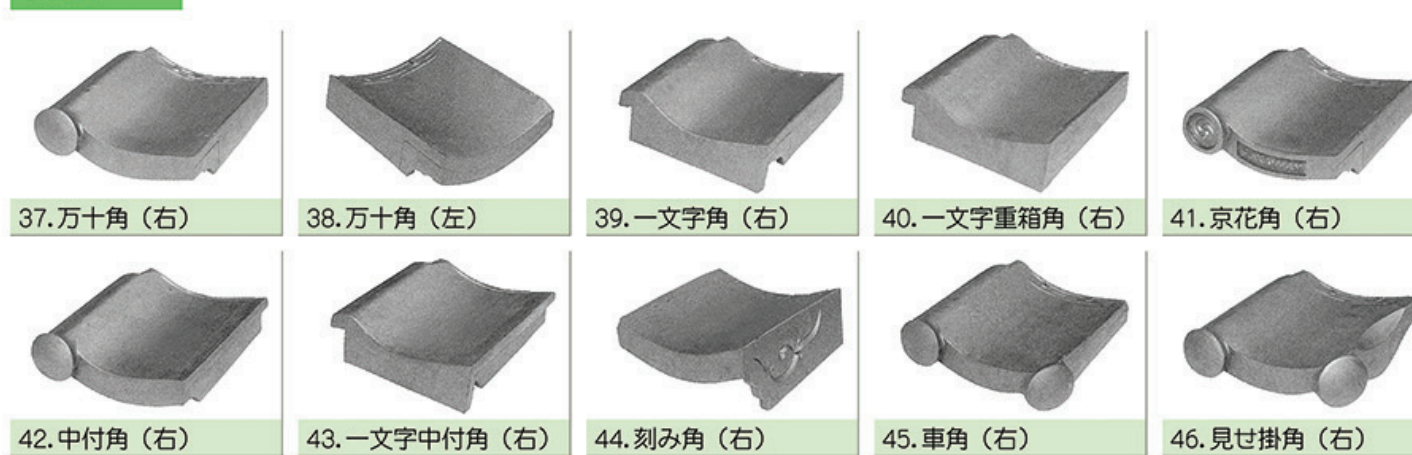 37.万十角（右）
38.万十角（左）
39.一文字角（右）
40.一文字重箱角（右）
41.京花角（右）
42.中付角（右）
43.一文字中付角（右）
44.刻み角（右）
45.車角（右）
46.見せ掛角（右）